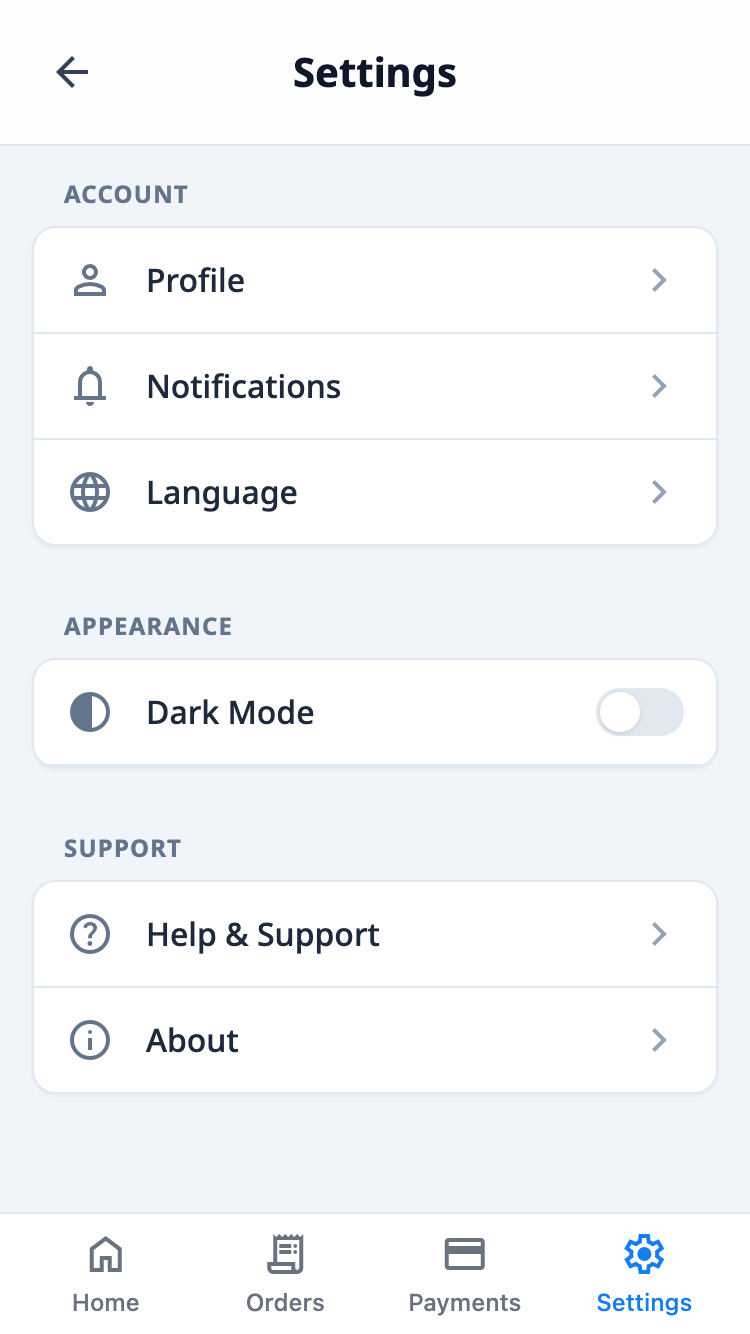 Settings
ACCOUNT
Profile
Notifications
Language
APPEARANCE
Dark Mode
SUPPORT
Help & Support
About
Home
Orders
Payments
Settings